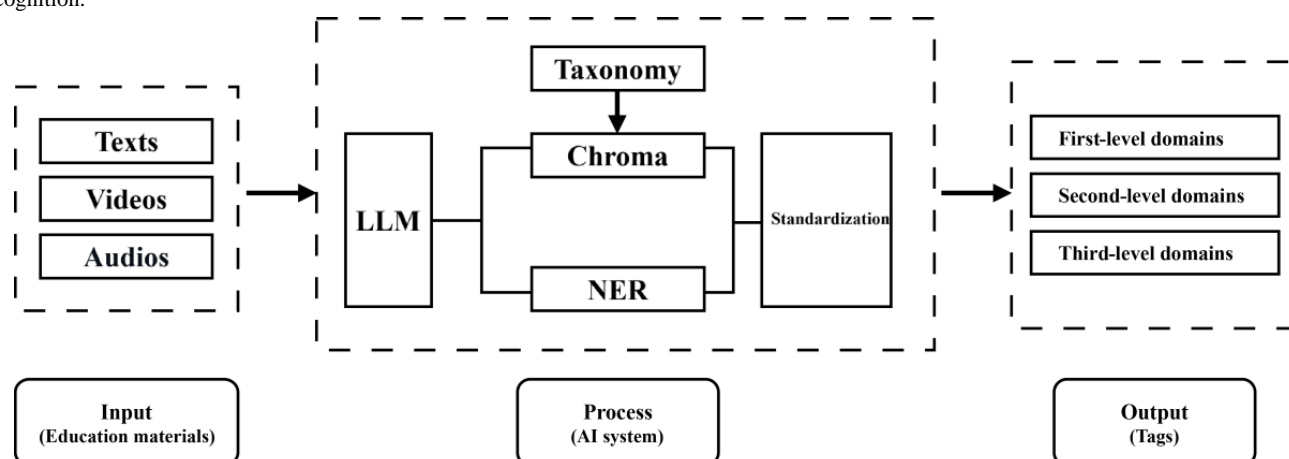 Texts
Videos
Audios
Taxonomy
LLM
Chroma
NER
Standardization
First-level domains
Second-level domains
Third-level domains
Input
(Education materials)
Process
(AI system)
Output
(Tags)